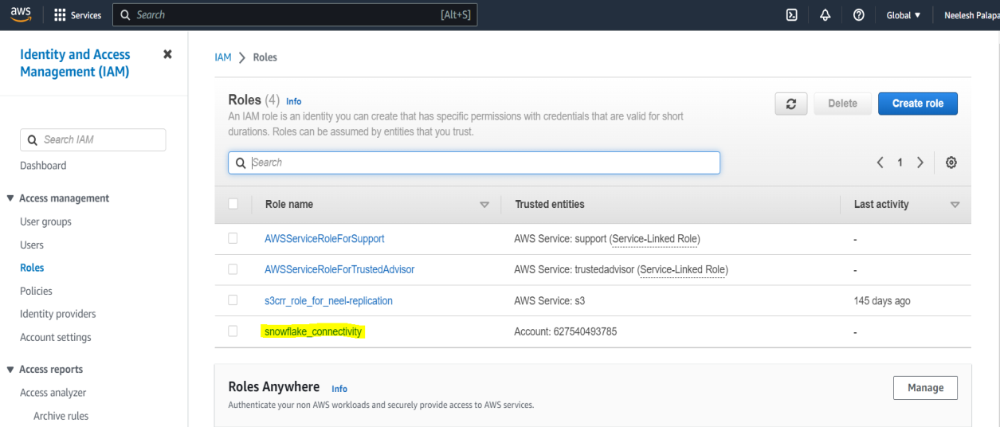 aws Services Search [Alt+S] Global ▼ Neelesh Palapa
Identity and Access
Management (IAM)
Search IAM
Dashboard
Access management
User groups
Users
Roles
Policies
Identity providers
Account settings
Access reports
Access analyzer
Archive rules
IAM > Roles
Roles (4) Info
An IAM role is an identity you can create that has specific permissions with credentials that are valid for short
durations. Roles can be assumed by entities that you trust.
Delete
Create role
Search
1
Role name Trusted entities Last activity
AWSServiceRoleForSupport AWS Service: support (Service-Linked Role) -
AWSServiceRoleForTrustedAdvisor AWS Service: trustedadvisor (Service-Linked Role) -
s3crr_role_for_neel-replication AWS Service: s3 145 days ago
snowflake_connectivity Account: 627540493785 -
Roles Anywhere Info
Authenticate your non AWS workloads and securely provide access to AWS services.
Manage